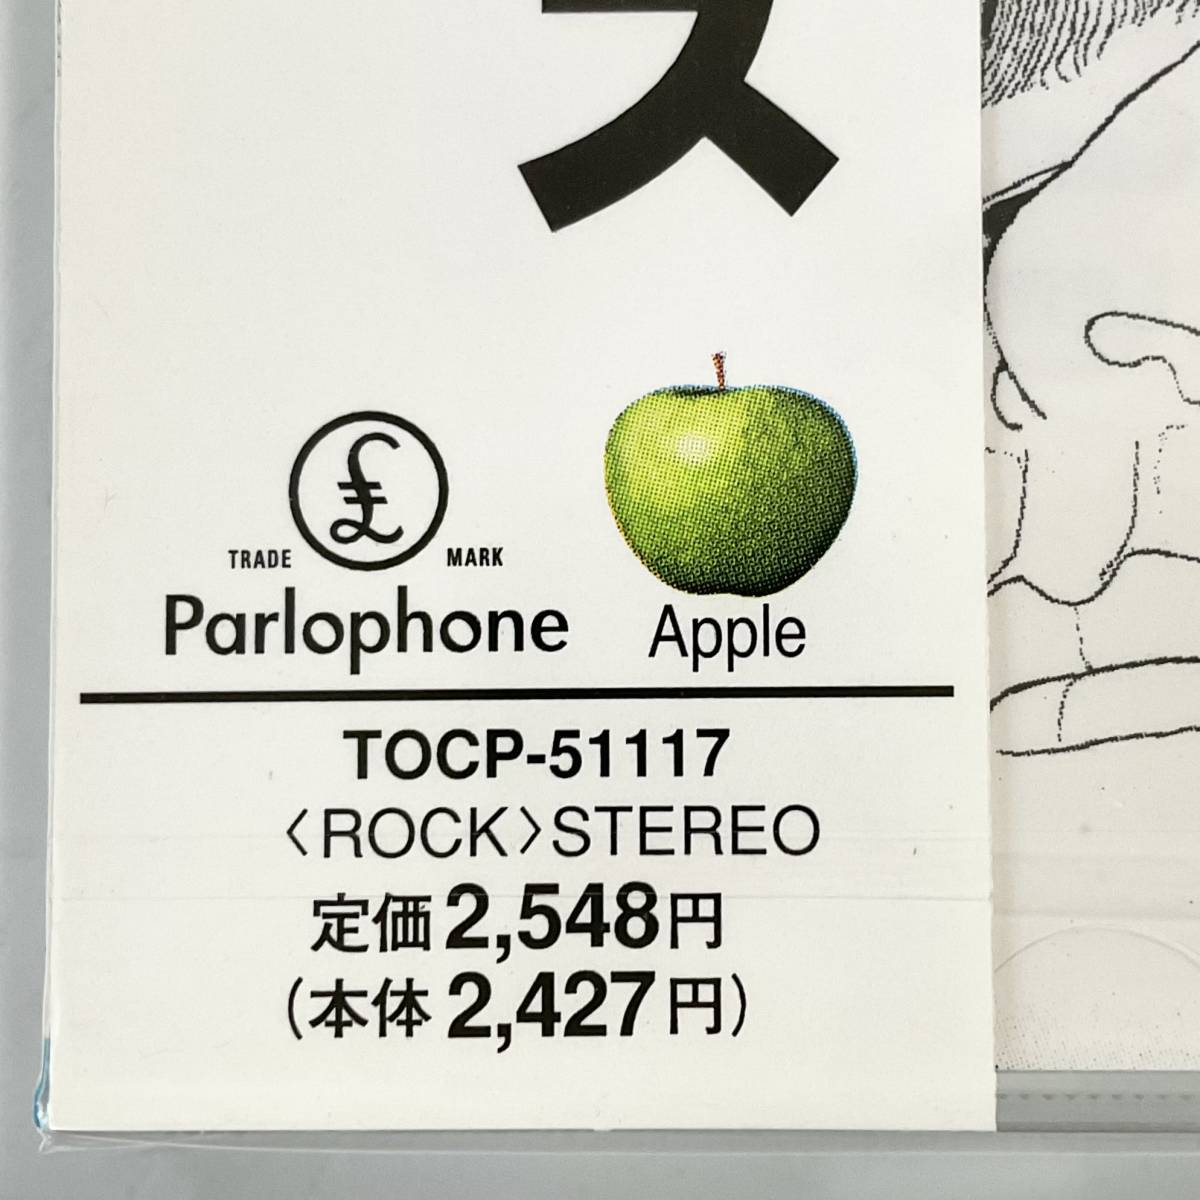 ス
£
TRADE MARK
Parlophone
Apple
TOCP-51117
〈ROCK〉STEREO
定価2,548円
(本体2,427円)